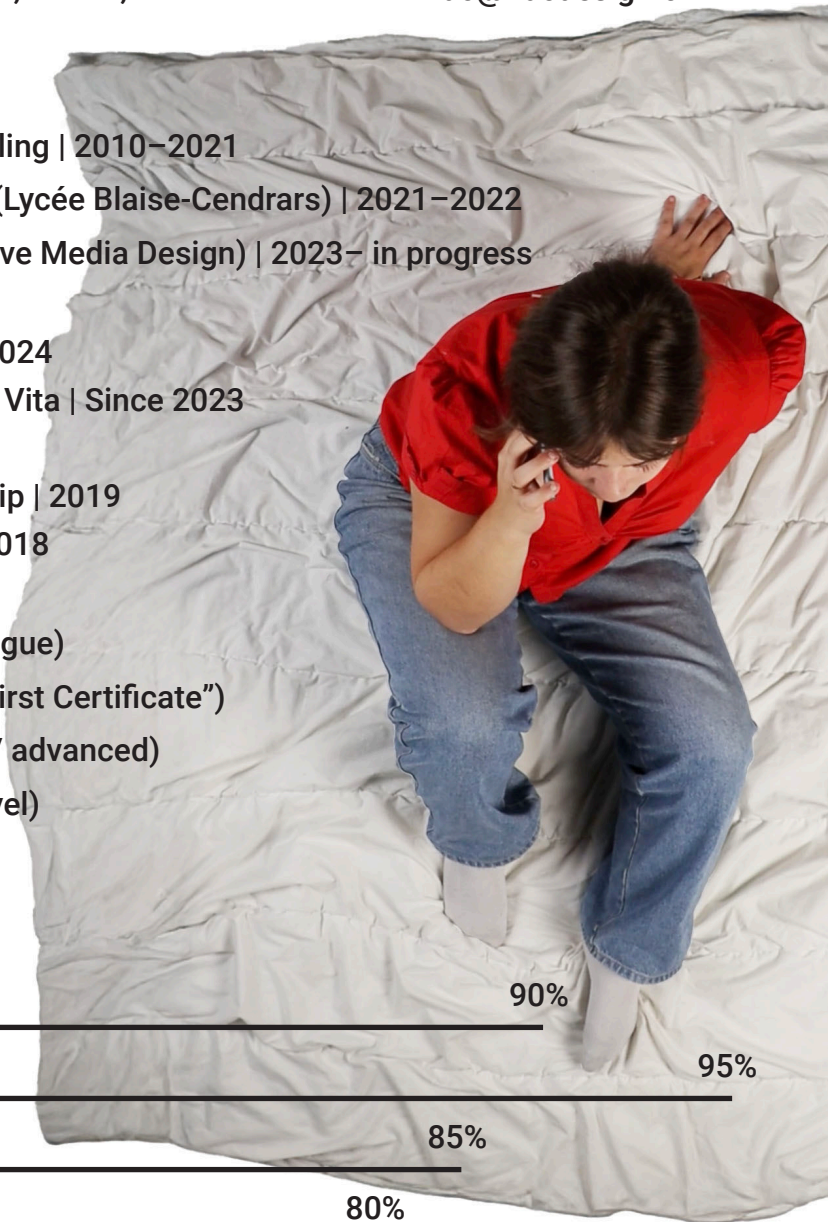 ling | 2010–2021
(Lycée Blaise-Cendrars) | 2021–2022
ve Media Design) | 2023– in progress
024
Vita | Since 2023
ip | 2019
018
gue)
irst Certificate”)
advanced)
vel)
90%
95%
85%
80%